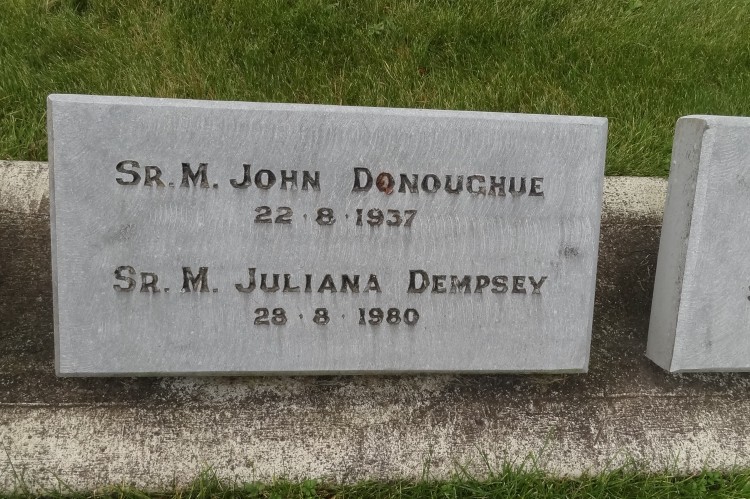 Sr. M. John Donoughue
22 · 8 · 1937
Sr. M. Juliana Dempsey
28 · 8 · 1980